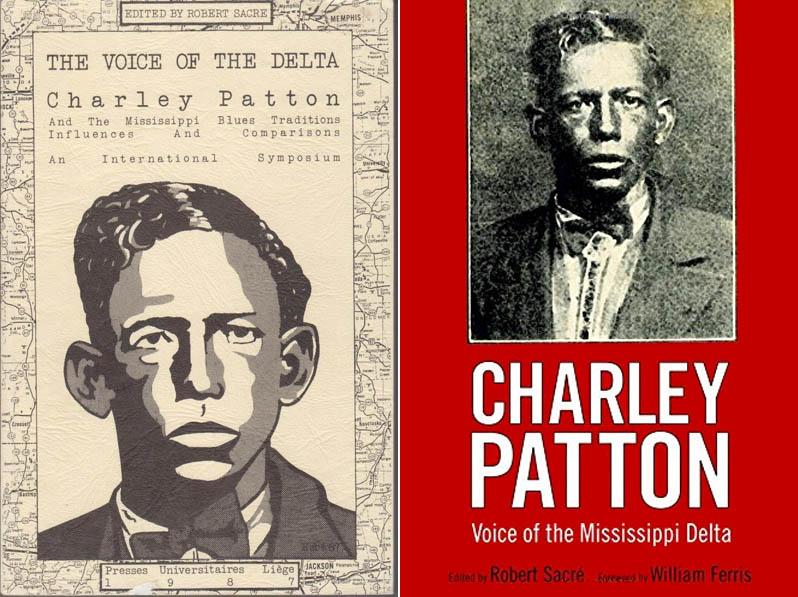 EDITED BY ROBERT SACRE
MEMPHIS
THE VOICE OF THE DELTA
Charley Patton
And The Mississippi Blues Traditions
Influences And Comparisons
An International Symposium
Presses Universitaires Liège
1987
JACKSON
CHARLEY
PATTON
Voice of the Mississippi Delta
Edited by Robert Sacré Foreword by William Ferris